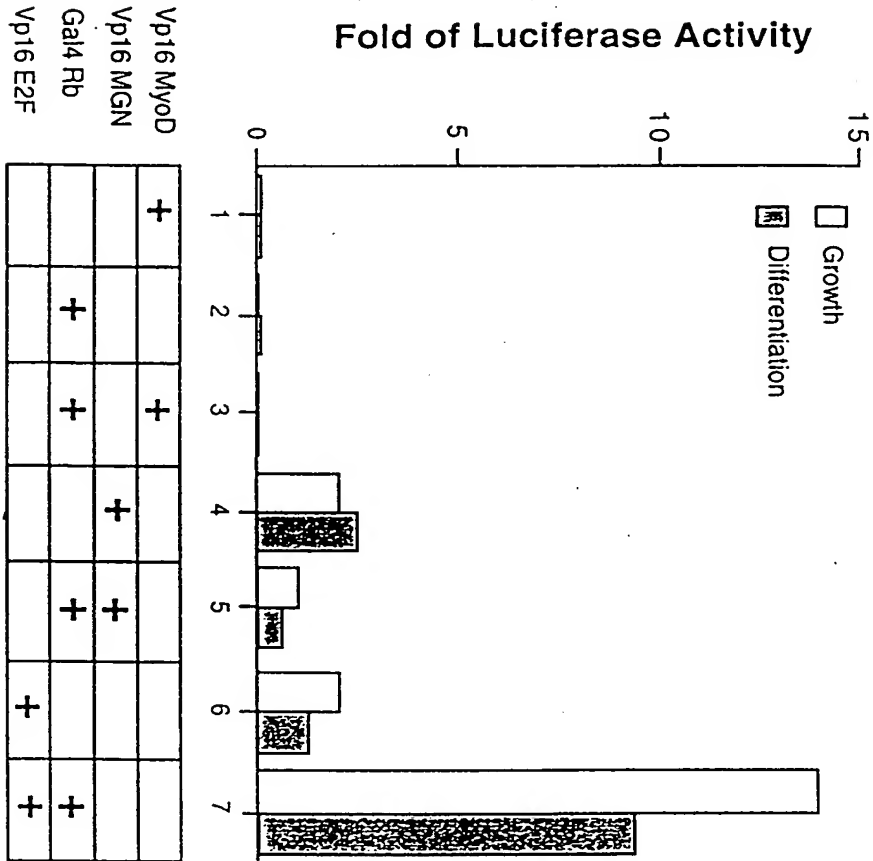 Fold of Luciferase Activity
15
10
5
0
Growth
Differentiation
1 2 3 4 5 6 7
Vp16 MyoD + +
Vp16 MGN + +
Gal4 Rb + + + +
Vp16 E2F + +